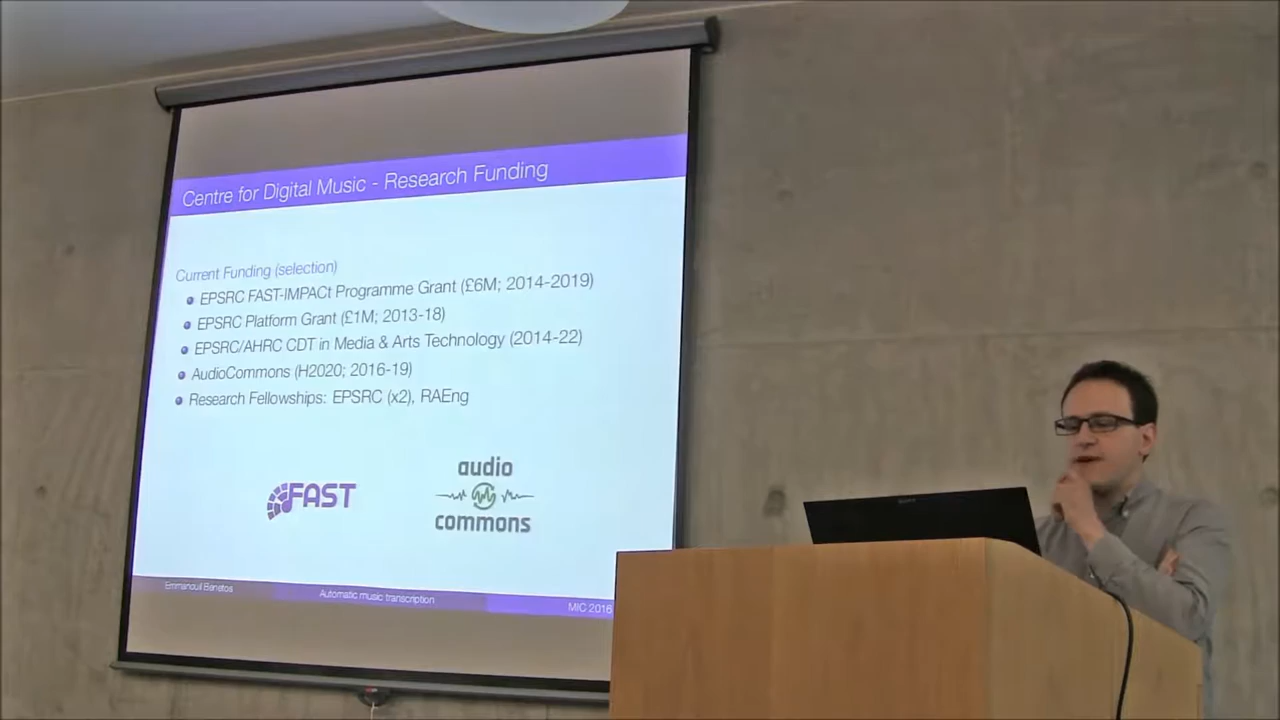 Centre for Digital Music - Research Funding
Current Funding (selection)
EPSRC FAST-IMPACt Programme Grant (£6M; 2014-2019)
EPSRC Platform Grant (£1M; 2013-18)
EPSRC/AHRC CDT in Media & Arts Technology (2014-22)
AudioCommons (H2020; 2016-19)
Research Fellowships: EPSRC (x2), RAEng
FAST
audio
commons
Emmanouil Benetos
Automatic music transcription
MIC 2016
SONY